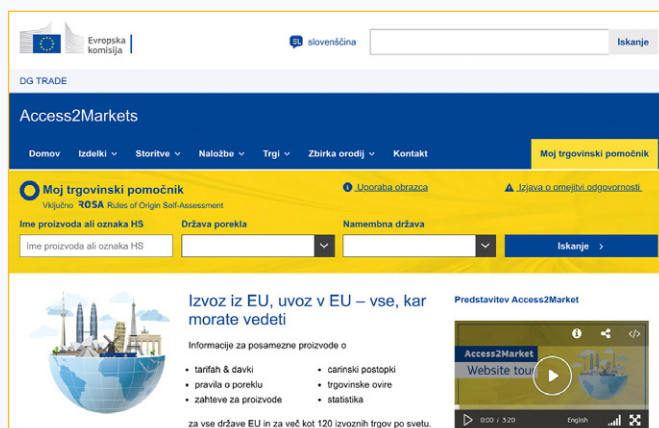 Evropska
komisija
SL slovenščina
Iskanje
DG TRADE
Access2Markets
Domov Izdelki Storitve Naložbe Trgi Zbirka orodij Kontakt Moj trgovinski pomočnik
Moj trgovinski pomočnik
Uporaba obrazca
Izjava o omejitvi odgovornosti
Vključno ROSA Rules of Origin Self-Assessment
Ime proizvoda ali oznaka HS Država porekla Namembna država
Ime proizvoda ali oznaka HS
Iskanje >
Izvoz iz EU, uvoz v EU – vse, kar
morate vedeti
Informacije za posamezne proizvode o
• tarifah & davki
• pravila o poreklu
• zahteve za proizvode
• carinski postopki
• trgovinske ovire
• statistika
za vse države EU in za več kot 120 izvoznih trgov po svetu.
Predstavitev Access2Market
Access2Market
Website tour
0:00 / 3:20 English